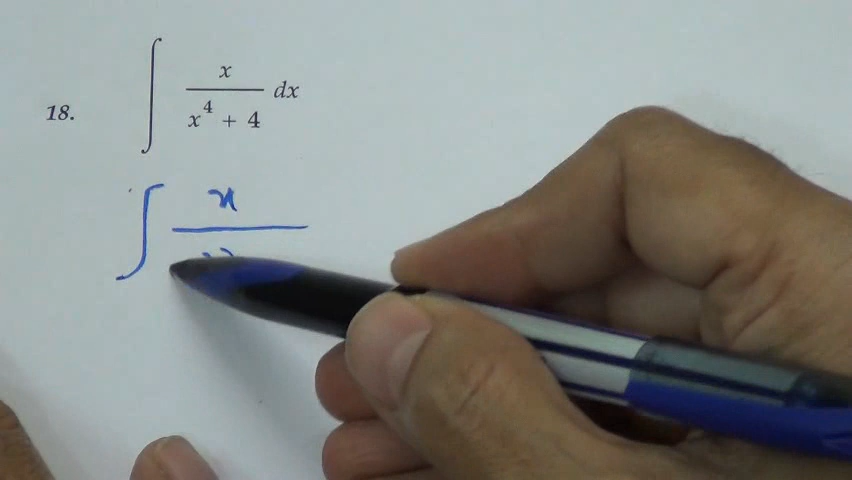 18. ∫ x / (x⁴ + 4) dx
∫ x /